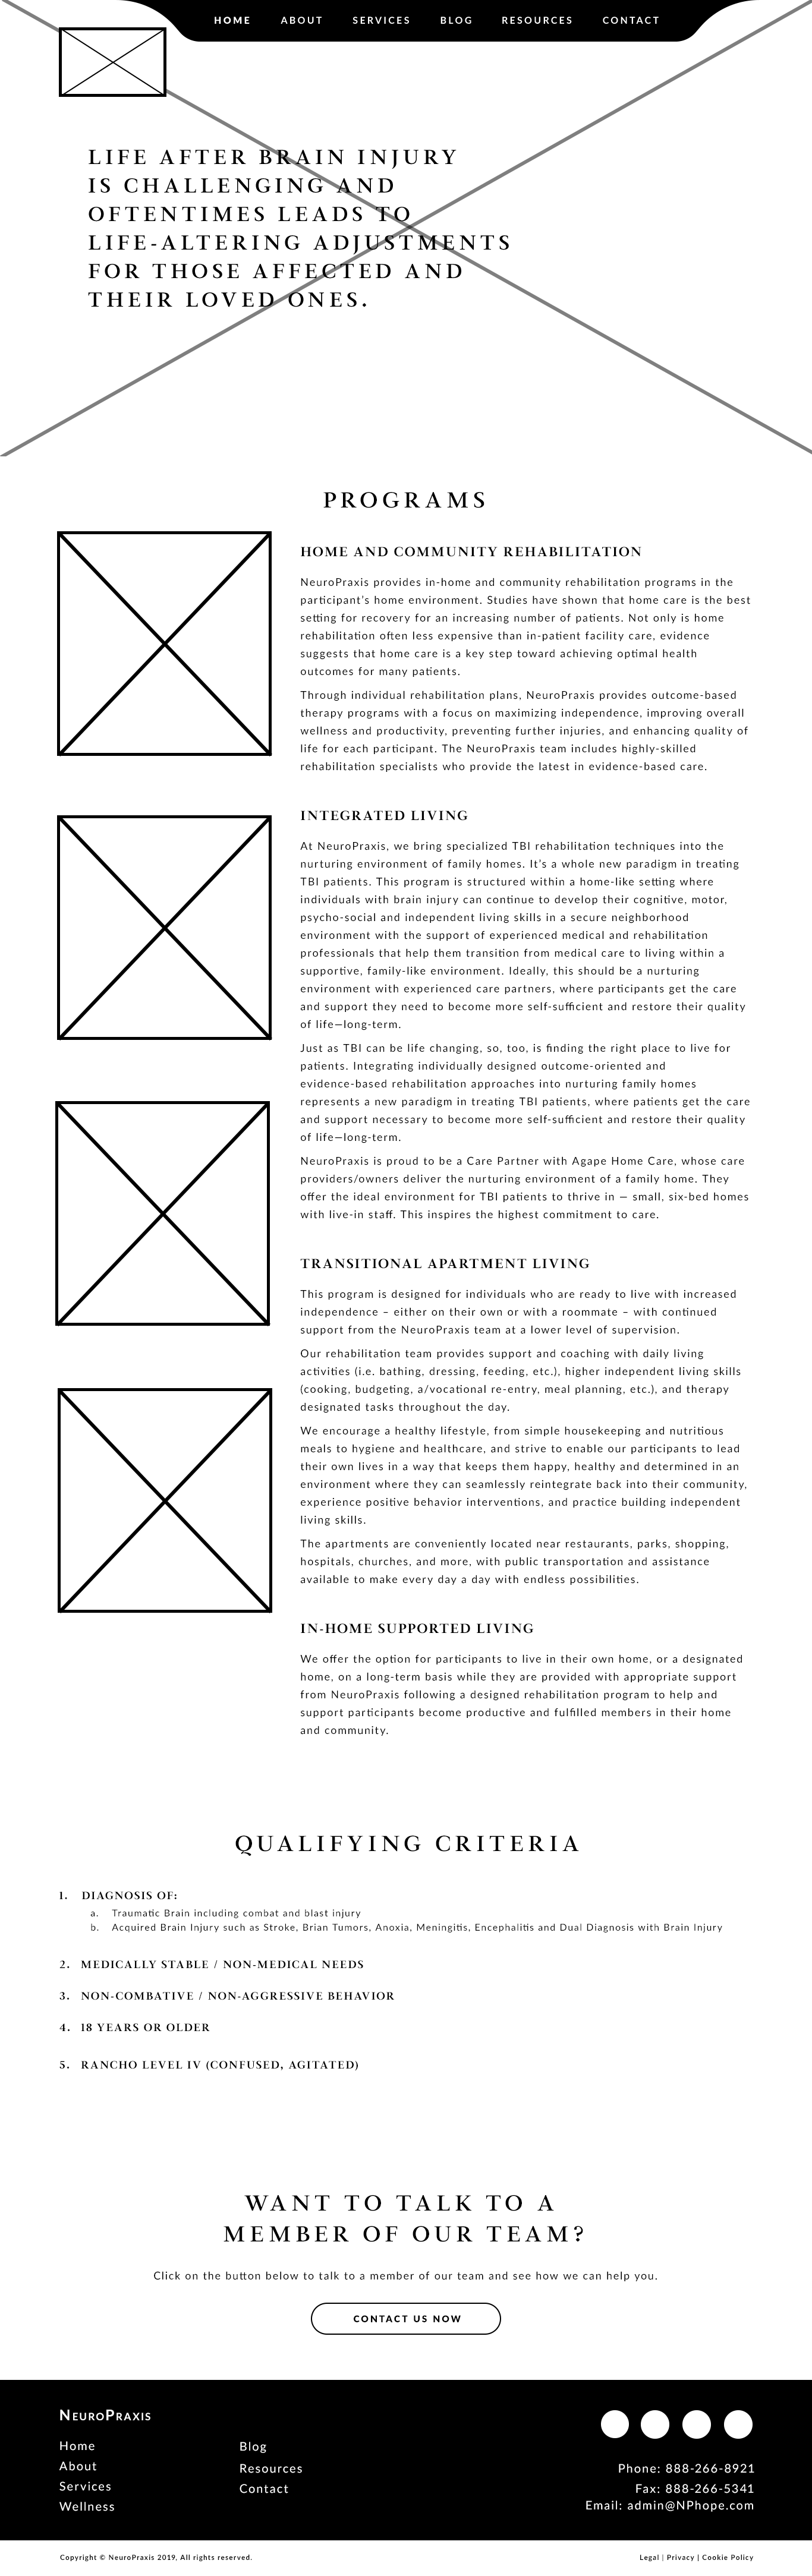 HOME ABOUT SERVICES BLOG RESOURCES CONTACT
LIFE AFTER BRAIN INJURY
IS CHALLENGING AND
OFTENTIMES LEADS TO
LIFE-ALTERING ADJUSTMENTS
FOR THOSE AFFECTED AND
THEIR LOVED ONES.
PROGRAMS
HOME AND COMMUNITY REHABILITATION
NeuroPraxis provides in-home and community rehabilitation programs in the
participant's home environment. Studies have shown that home care is the best
setting for recovery for an increasing number of patients. Not only is home
rehabilitation often less expensive than in-patient facility care, evidence
suggests that home care is a key step toward achieving optimal health
outcomes for many patients.
Through individual rehabilitation plans, NeuroPraxis provides outcome-based
therapy programs with a focus on maximizing independence, improving overall
wellness and productivity, preventing further injuries, and enhancing quality of
life for each participant. The NeuroPraxis team includes highly-skilled
rehabilitation specialists who provide the latest in evidence-based care.
INTEGRATED LIVING
At NeuroPraxis, we bring specialized TBI rehabilitation techniques into the
nurturing environment of family homes. It's a whole new paradigm in treating
TBI patients. This program is structured within a home-like setting where
individuals with brain injury can continue to develop their cognitive, motor,
psycho-social and independent living skills in a secure neighborhood
environment with the support of experienced medical and rehabilitation
professionals that help them transition from medical care to living within a
supportive, family-like environment. Ideally, this should be a nurturing
environment with experienced care partners, where participants get the care
and support they need to become more self-sufficient and restore their quality
of life—long-term.
Just as TBI can be life changing, so, too, is finding the right place to live for
patients. Integrating individually designed outcome-oriented and
evidence-based rehabilitation approaches into nurturing family homes
represents a new paradigm in treating TBI patients, where patients get the care
and support necessary to become more self-sufficient and restore their quality
of life—long-term.
NeuroPraxis is proud to be a Care Partner with Agape Home Care, whose care
providers/owners deliver the nurturing environment of a family home. They
offer the ideal environment for TBI patients to thrive in — small, six-bed homes
with live-in staff. This inspires the highest commitment to care.
TRANSITIONAL APARTMENT LIVING
This program is designed for individuals who are ready to live with increased
independence – either on their own or with a roommate – with continued
support from the NeuroPraxis team at a lower level of supervision.
Our rehabilitation team provides support and coaching with daily living
activities (i.e. bathing, dressing, feeding, etc.), higher independent living skills
(cooking, budgeting, a/vocational re-entry, meal planning, etc.), and therapy
designated tasks throughout the day.
We encourage a healthy lifestyle, from simple housekeeping and nutritious
meals to hygiene and healthcare, and strive to enable our participants to lead
their own lives in a way that keeps them happy, healthy and determined in an
environment where they can seamlessly reintegrate back into their community,
experience positive behavior interventions, and practice building independent
living skills.
The apartments are conveniently located near restaurants, parks, shopping,
hospitals, churches, and more, with public transportation and assistance
available to make every day a day with endless possibilities.
IN-HOME SUPPORTED LIVING
We offer the option for participants to live in their own home, or a designated
home, on a long-term basis while they are provided with appropriate support
from NeuroPraxis following a designed rehabilitation program to help and
support participants become productive and fulfilled members in their home
and community.
QUALIFYING CRITERIA
1. DIAGNOSIS OF:
a. Traumatic Brain including combat and blast injury
b. Acquired Brain Injury such as Stroke, Brian Tumors, Anoxia, Meningitis, Encephalitis and Dual Diagnosis with Brain Injury
2. MEDICALLY STABLE / NON-MEDICAL NEEDS
3. NON-COMBATIVE / NON-AGGRESSIVE BEHAVIOR
4. 18 YEARS OR OLDER
5. RANCHO LEVEL IV (CONFUSED, AGITATED)
WANT TO TALK TO A
MEMBER OF OUR TEAM?
Click on the button below to talk to a member of our team and see how we can help you.
CONTACT US NOW
NEUROPRAXIS
Home
About
Services
Wellness
Blog
Resources
Contact
Phone: 888-266-8921
Fax: 888-266-5341
Email: admin@NPhope.com
Copyright © NeuroPraxis 2019, All rights reserved.
Legal | Privacy | Cookie Policy